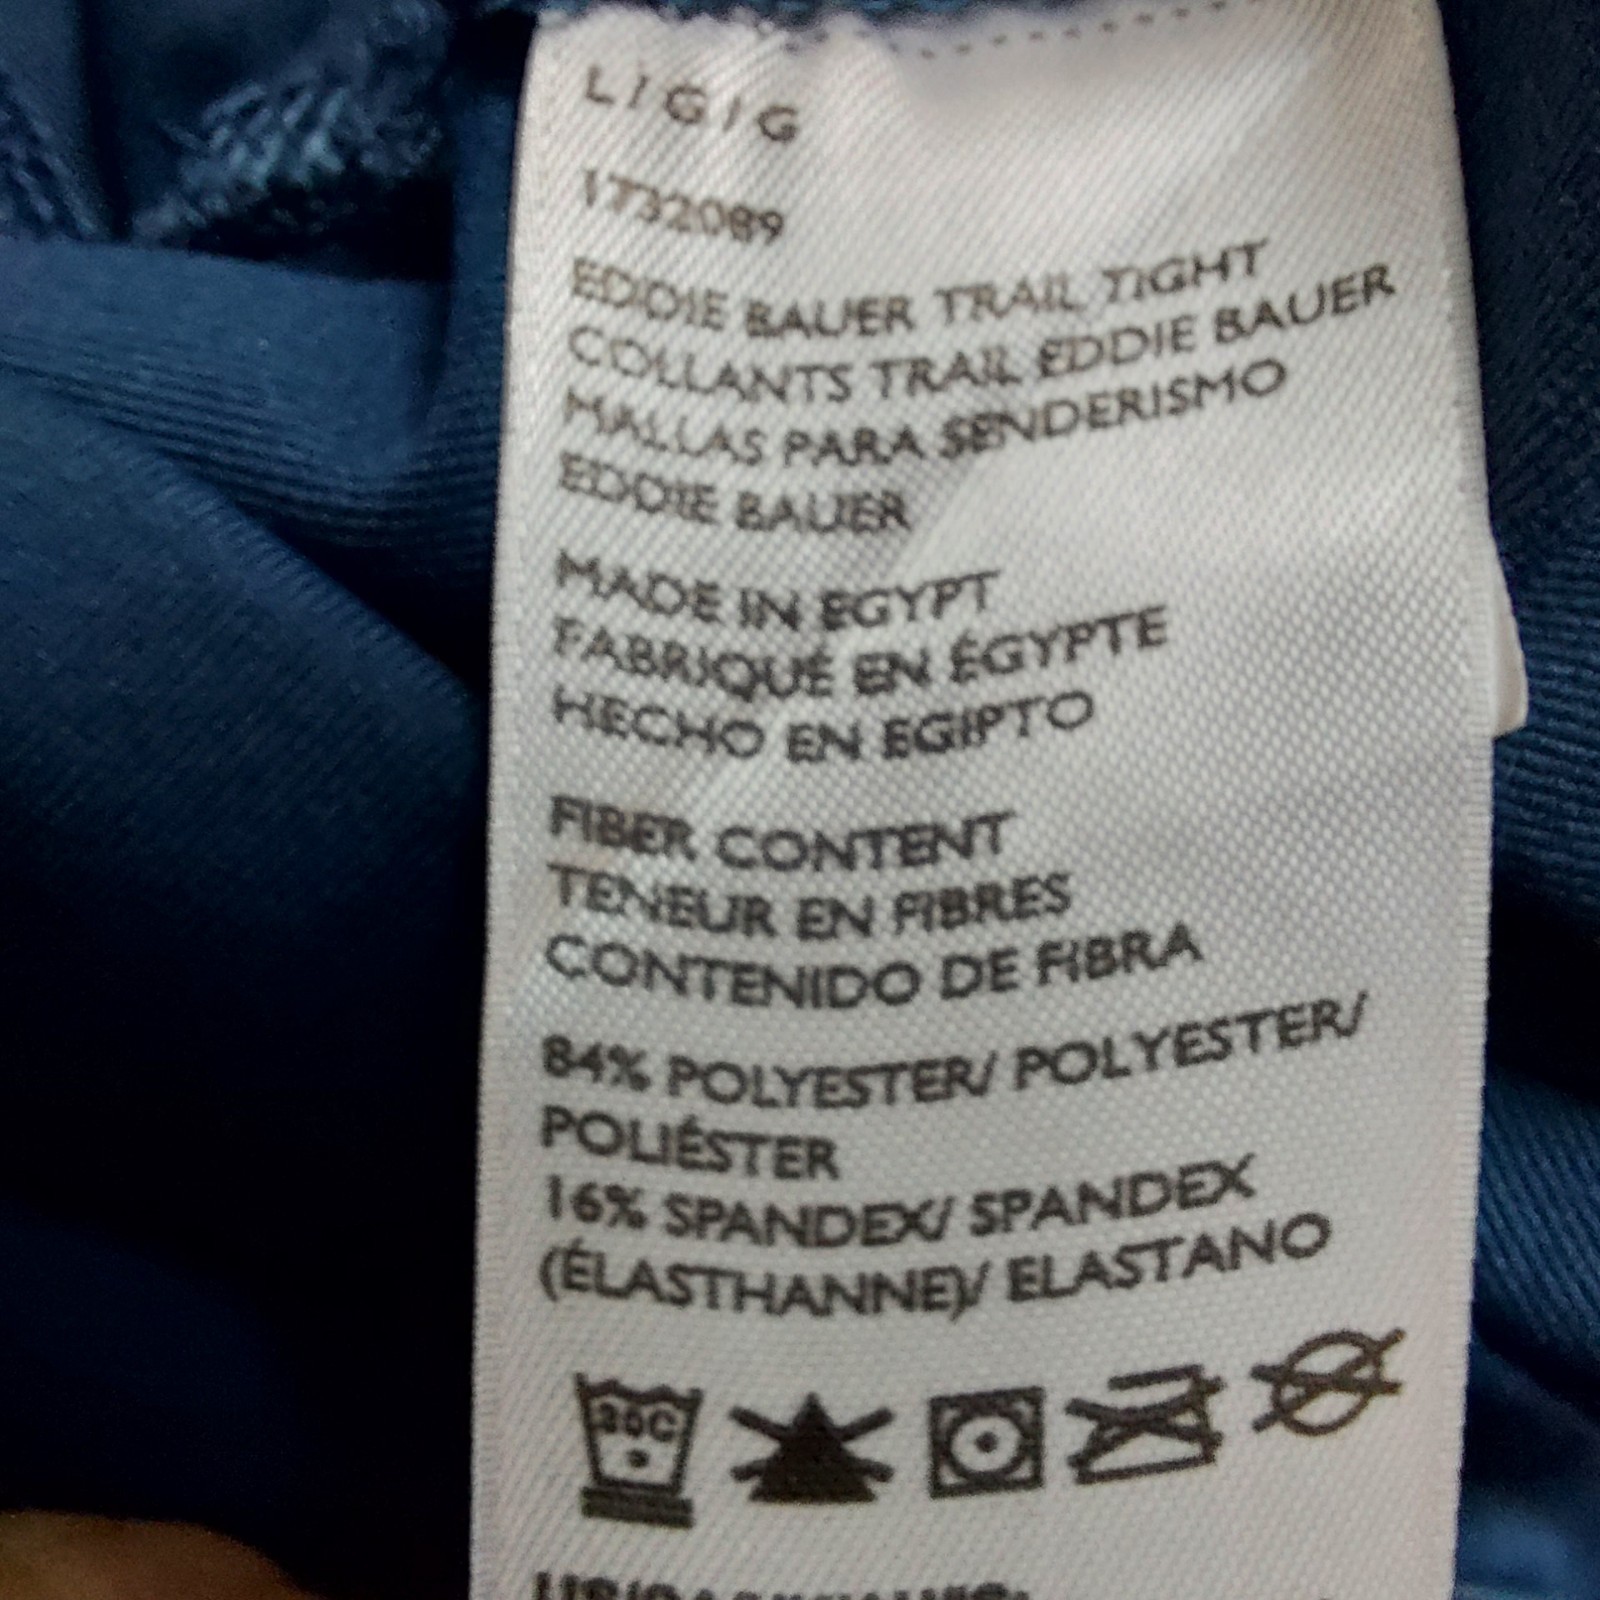 L / G / G
1732089
EDDIE BAUER TRAIL TIGHT
COLLANTS TRAIL EDDIE BAUER
MALLAS PARA SENDERISMO
EDDIE BAUER
MADE IN EGYPT
FABRIQUÉ EN ÉGYPTE
HECHO EN EGIPTO
FIBER CONTENT
TENEUR EN FIBRES
CONTENIDO DE FIBRA
84% POLYESTER/ POLYESTER/
POLIÉSTER
16% SPANDEX/ SPANDEX
(ÉLASTHANNE)/ ELASTANO
30C